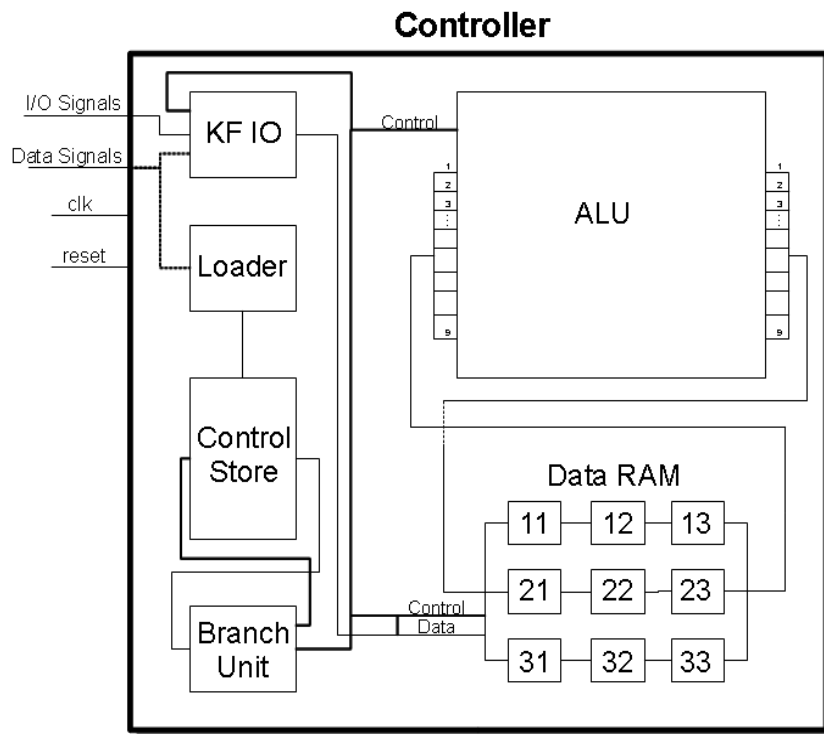 Controller
I/O Signals
Data Signals
clk
reset
KF IO
Loader
Control
Store
Branch
Unit
Control
ALU
1
2
3
⋮
9
1
2
3
⋮
9
Data RAM
11 12 13
21 22 23
31 32 33
Control
Data